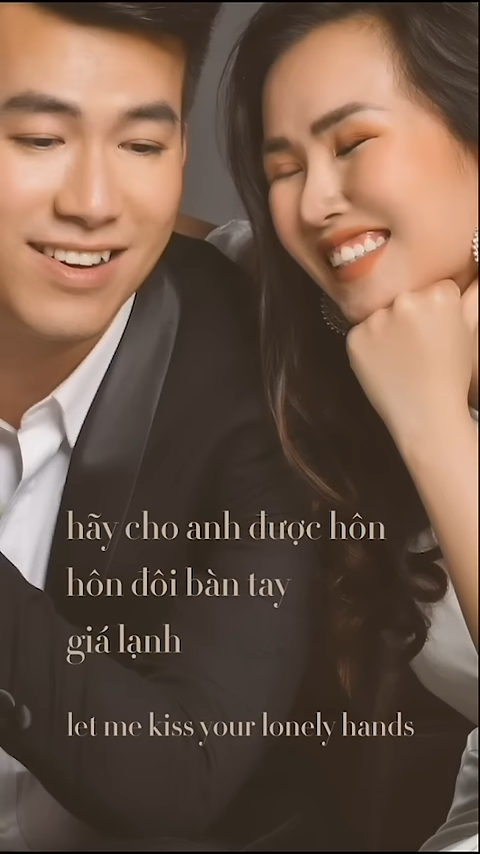 hãy cho anh được hôn
hôn đôi bàn tay
giá lạnh
let me kiss your lonely hands